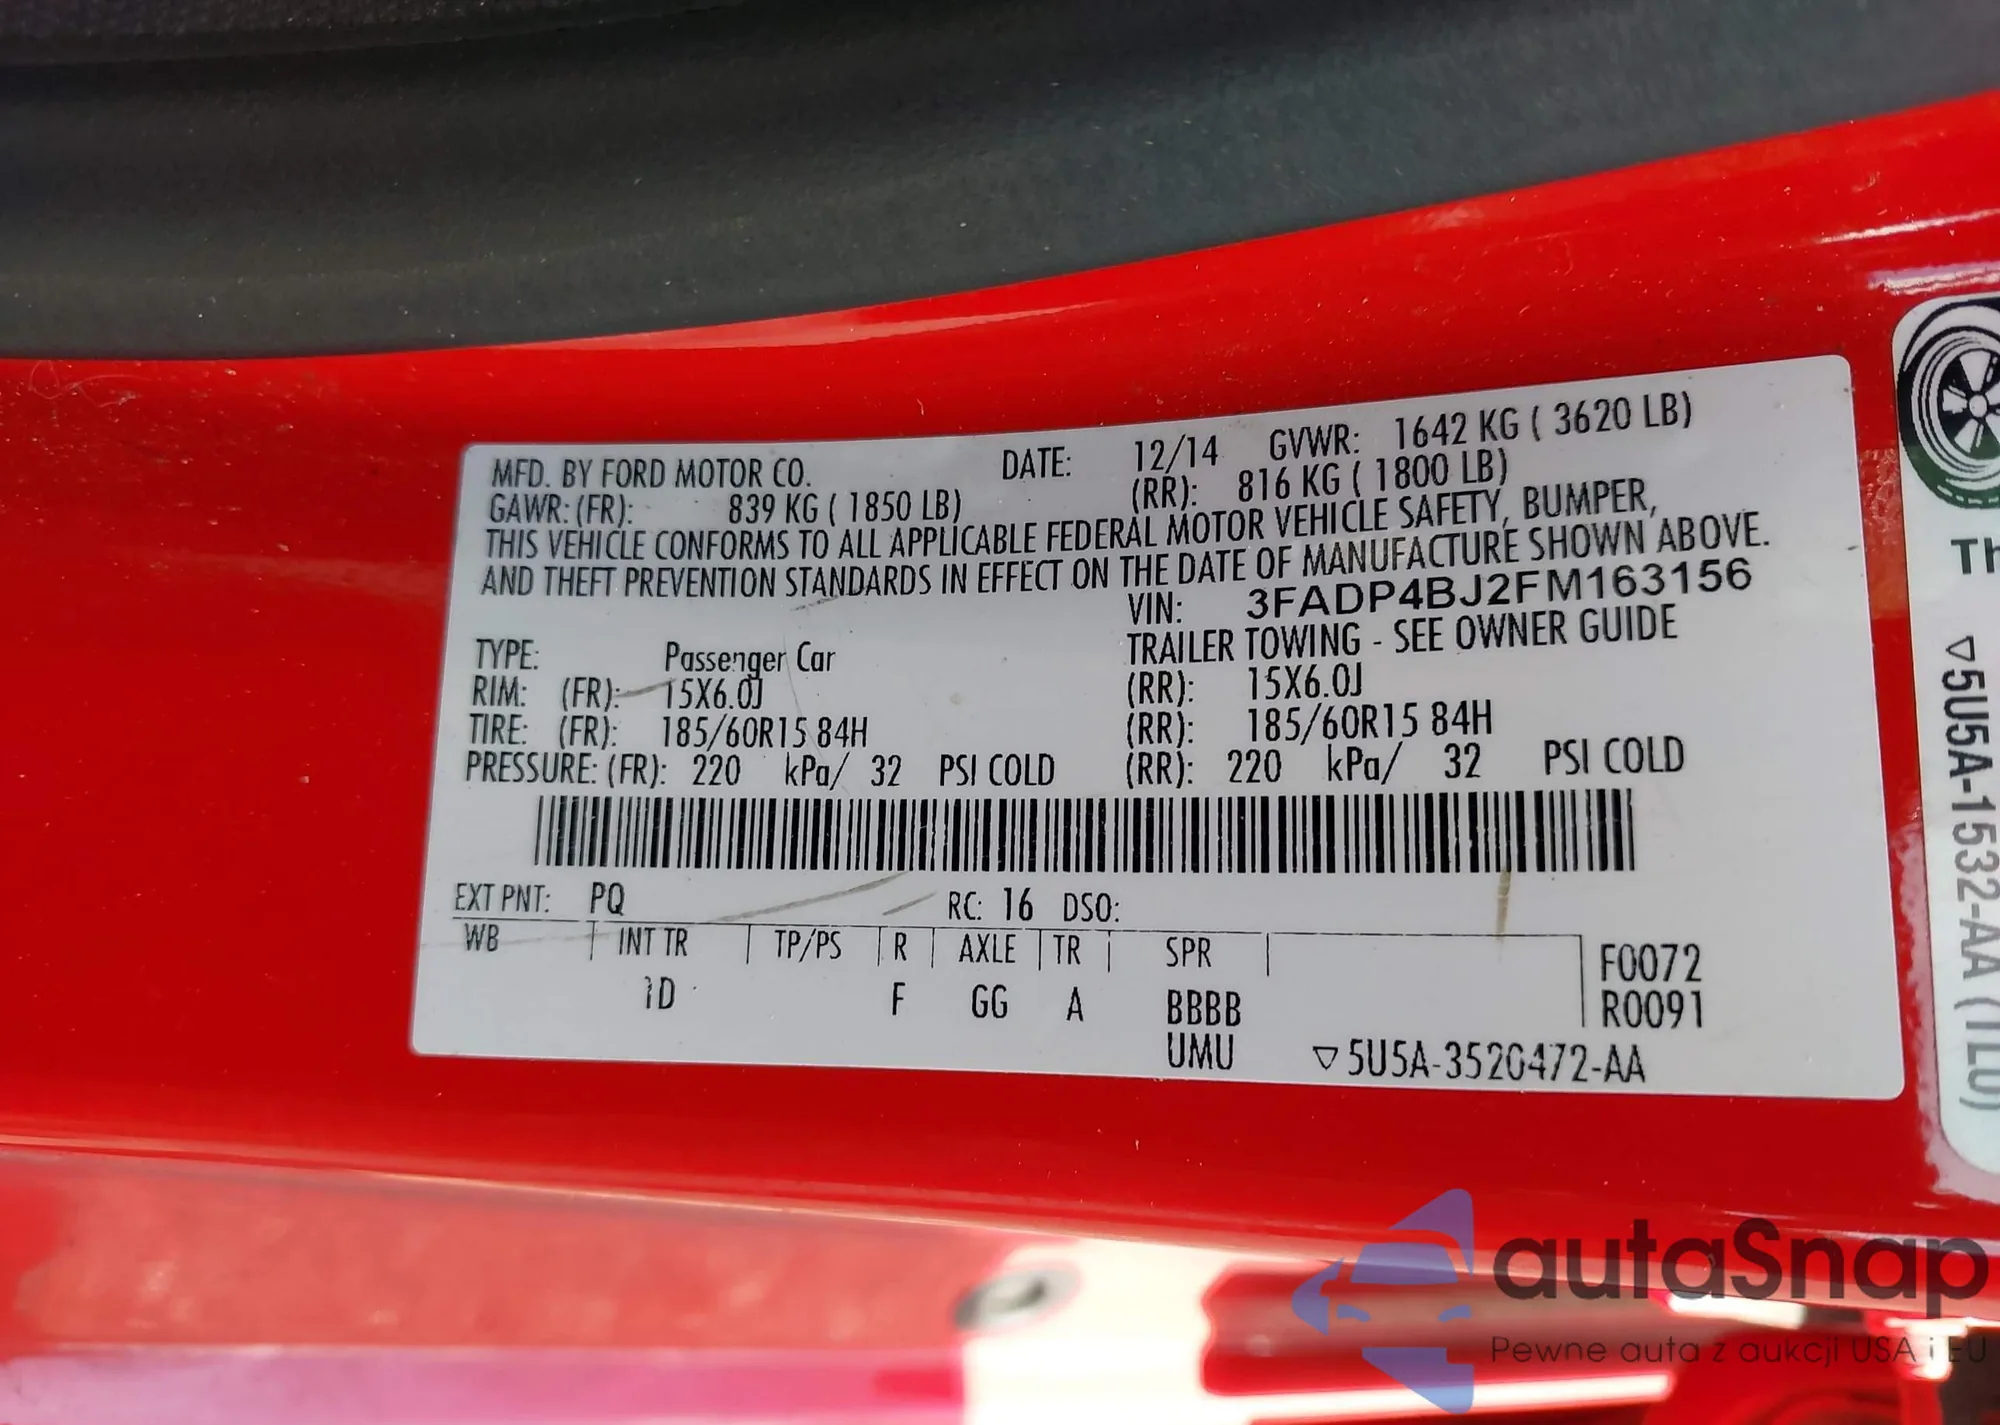 MFD. BY FORD MOTOR CO. DATE: 12/14 GVWR: 1642 KG ( 3620 LB)
GAWR: (FR): 839 KG ( 1850 LB) (RR): 816 KG ( 1800 LB)
THIS VEHICLE CONFORMS TO ALL APPLICABLE FEDERAL MOTOR VEHICLE SAFETY, BUMPER,
AND THEFT PREVENTION STANDARDS IN EFFECT ON THE DATE OF MANUFACTURE SHOWN ABOVE.
VIN: 3FADP4BJ2FM163156
TYPE: Passenger Car TRAILER TOWING - SEE OWNER GUIDE
RIM: (FR): 15X6.0J (RR): 15X6.0J
TIRE: (FR): 185/60R15 84H (RR): 185/60R15 84H
PRESSURE: (FR): 220 kPa/ 32 PSI COLD (RR): 220 kPa/ 32 PSI COLD
EXT PNT: PQ RC: 16 DSO:
WB INT TR TP/PS R AXLE TR SPR F0072
1D F GG A BBBB R0091
UMU ▽5U5A-3520472-AA
Th
▽5U5A-1532-AA (TLU)
autaSnap
Pewne auta z aukcji USA i EU